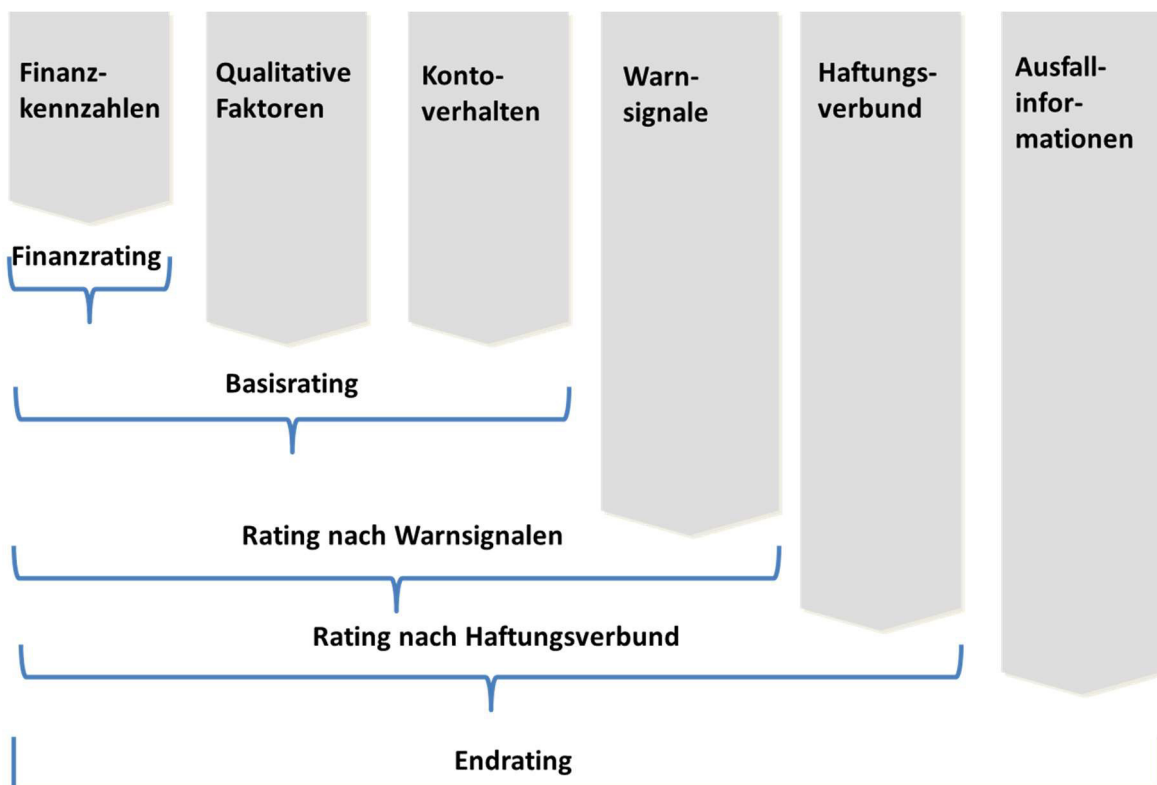 Finanz-
kennzahlen
Qualitative
Faktoren
Konto-
verhalten
Warn-
signale
Haftungs-
verbund
Ausfall-
infor-
mationen
Finanzrating
Basisrating
Rating nach Warnsignalen
Rating nach Haftungsverbund
Endrating